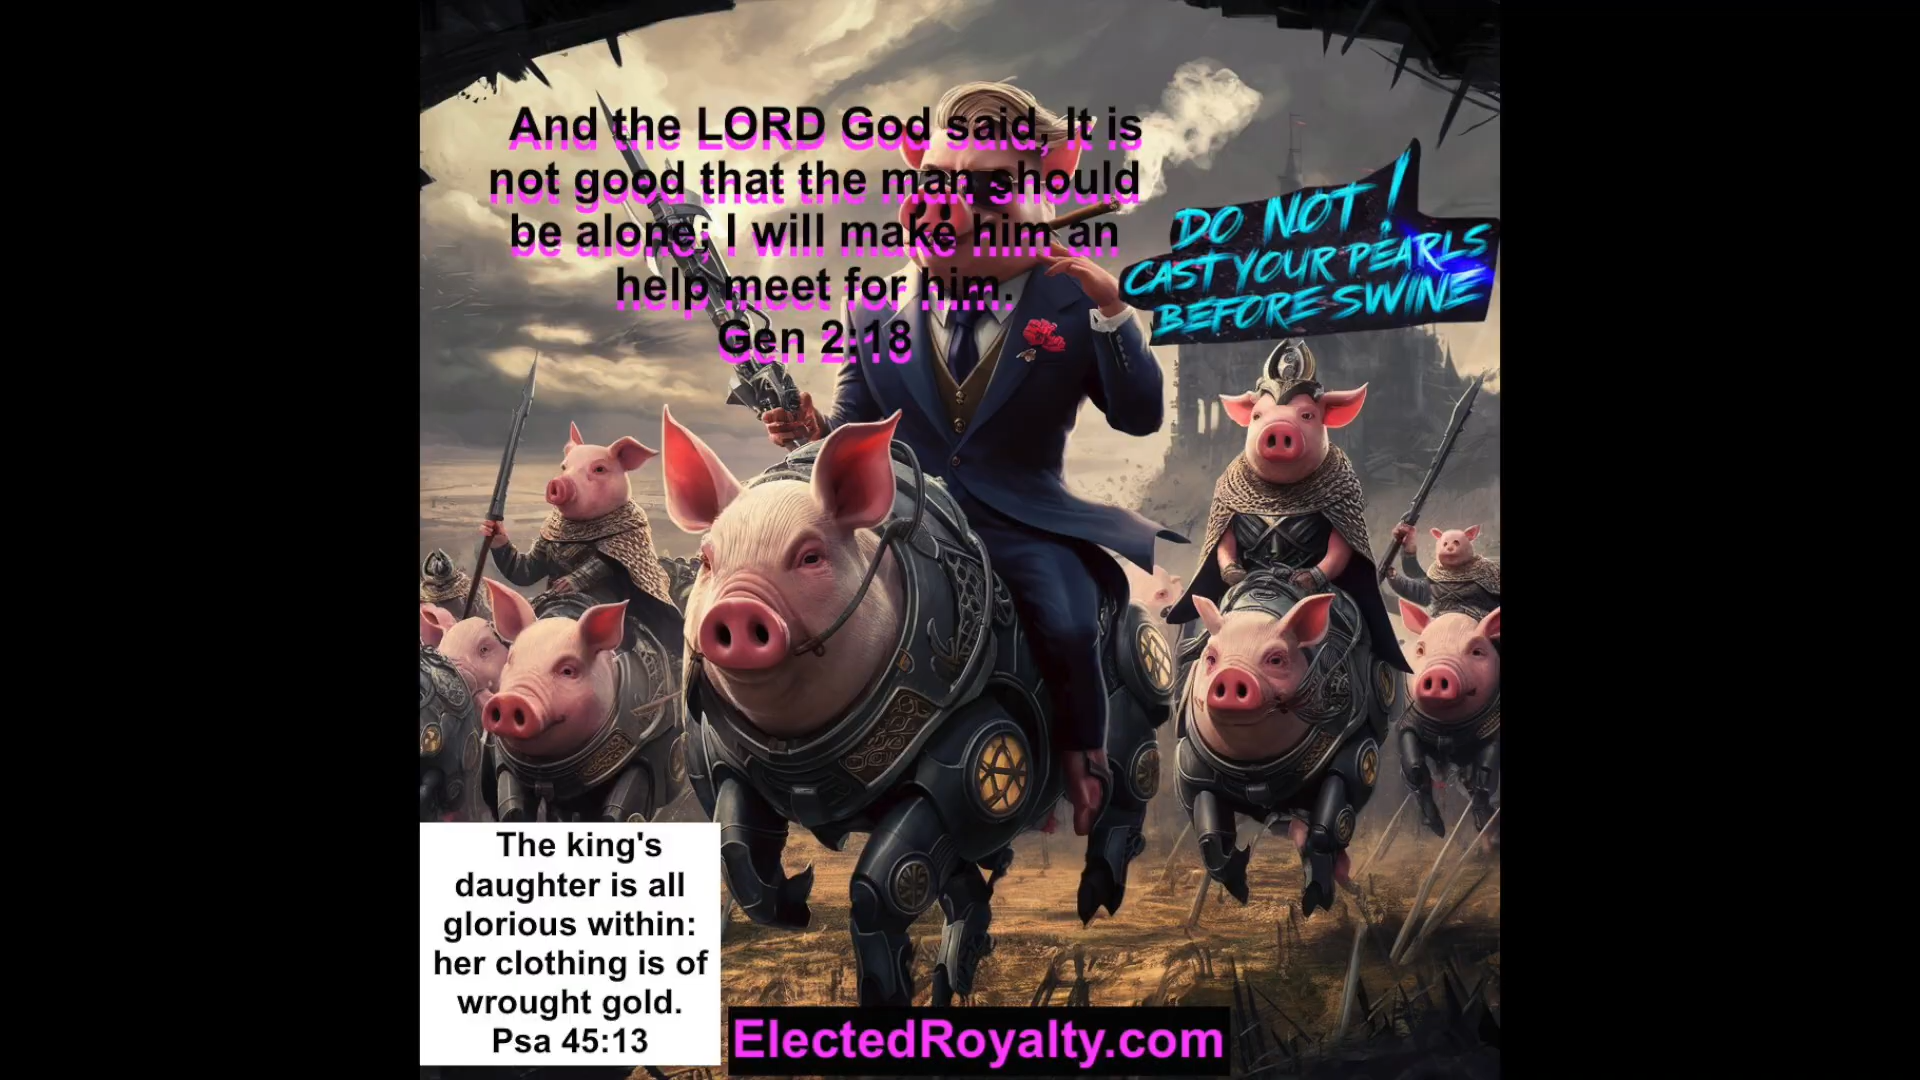 And the LORD God said, It is
not good that the man should
be alone; I will make him an
help meet for him.
Gen 2:18
DO NOT!
CAST YOUR PEARLS
BEFORE SWINE
The king's
daughter is all
glorious within:
her clothing is of
wrought gold.
Psa 45:13
ElectedRoyalty.com